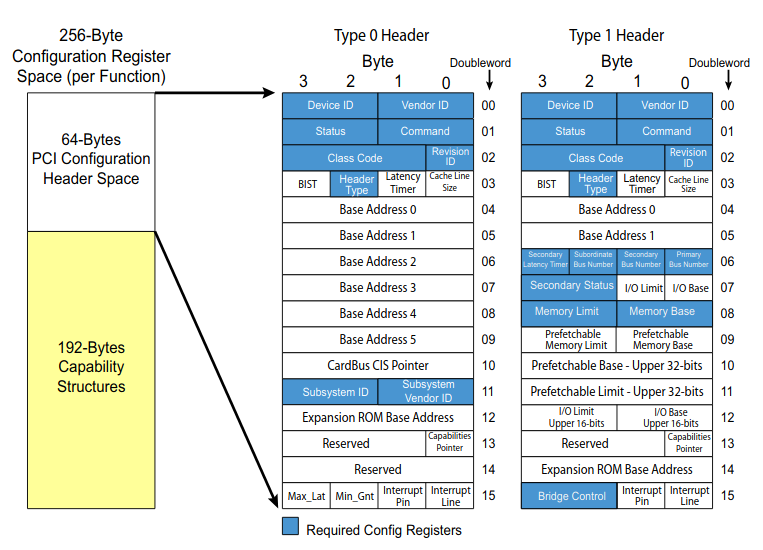 256-Byte
Configuration Register
Space (per Function)
64-Bytes
PCI Configuration
Header Space
192-Bytes
Capability
Structures
Type 0 Header
Byte
Doubleword
3 2 1 0
Device ID Vendor ID 00
Status Command 01
Class Code Revision ID 02
BIST Header Type Latency Timer Cache Line Size 03
Base Address 0 04
Base Address 1 05
Base Address 2 06
Base Address 3 07
Base Address 4 08
Base Address 5 09
CardBus CIS Pointer 10
Subsystem ID Subsystem Vendor ID 11
Expansion ROM Base Address 12
Reserved Capabilities Pointer 13
Reserved 14
Max_Lat Min_Gnt Interrupt Pin Interrupt Line 15
Type 1 Header
Byte
Doubleword
3 2 1 0
Device ID Vendor ID 00
Status Command 01
Class Code Revision ID 02
BIST Header Type Latency Timer Cache Line Size 03
Base Address 0 04
Base Address 1 05
Secondary Latency Timer Subordinate Bus Number Secondary Bus Number Primary Bus Number 06
Secondary Status I/O Limit I/O Base 07
Memory Limit Memory Base 08
Prefetchable Memory Limit Prefetchable Memory Base 09
Prefetchable Base - Upper 32-bits 10
Prefetchable Limit - Upper 32-bits 11
I/O Limit Upper 16-bits I/O Base Upper 16-bits 12
Reserved Capabilities Pointer 13
Expansion ROM Base Address 14
Bridge Control Interrupt Pin Interrupt Line 15
Required Config Registers